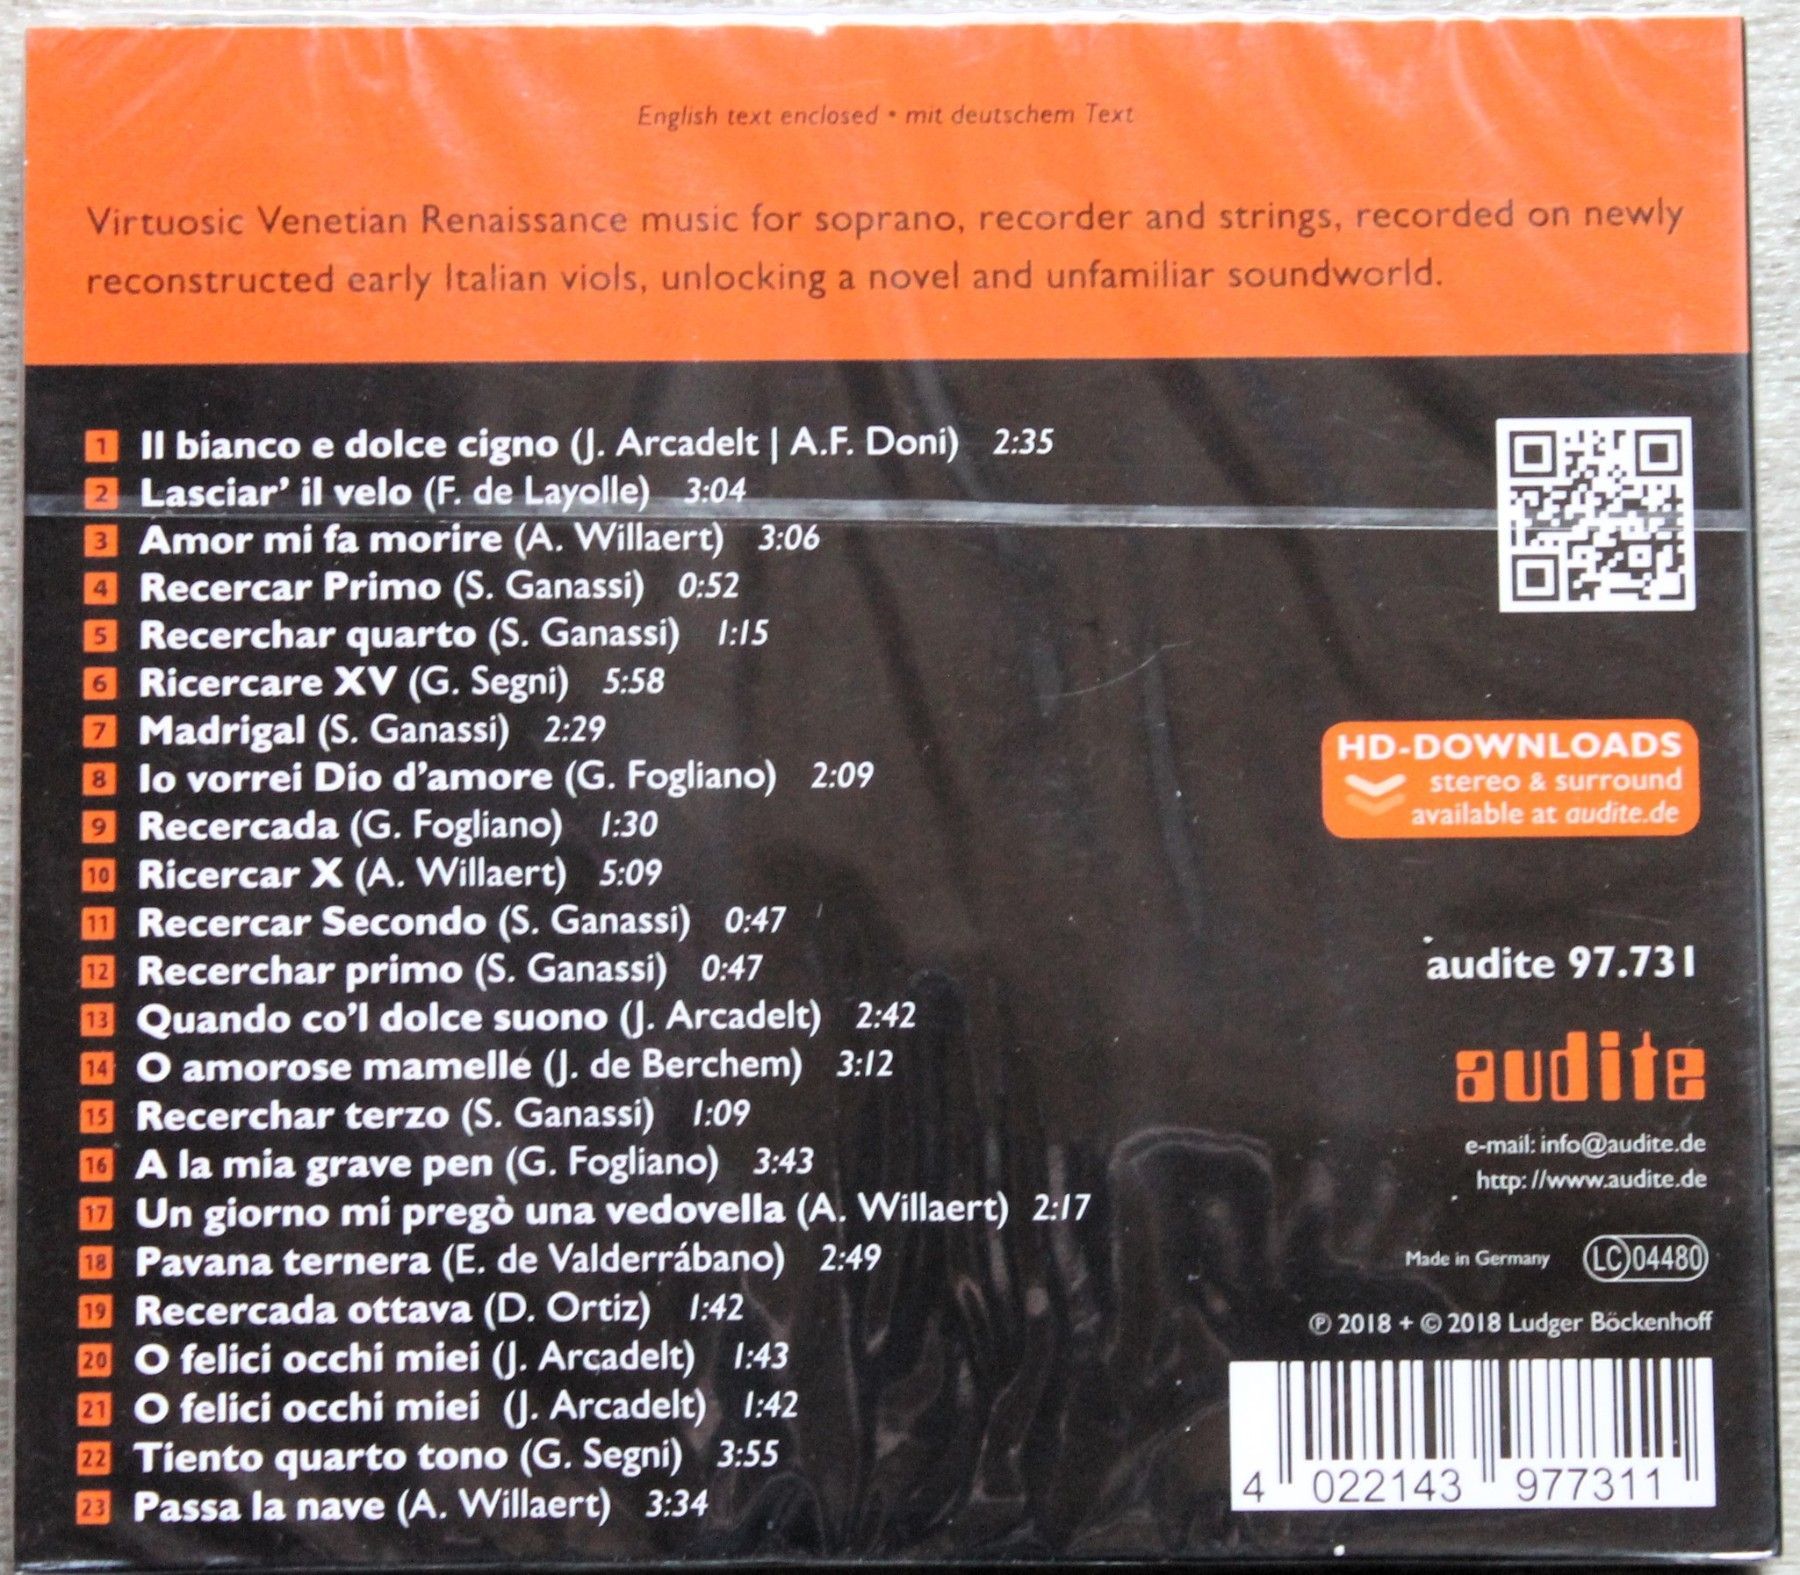 English text enclosed • mit deutschem Text
Virtuosic Venetian Renaissance music for soprano, recorder and strings, recorded on newly
reconstructed early Italian viols, unlocking a novel and unfamiliar soundworld.
1 Il bianco e dolce cigno (J. Arcadelt | A.F. Doni) 2:35
2 Lasciar' il velo (F. de Layolle) 3:04
3 Amor mi fa morire (A. Willaert) 3:06
4 Recercar Primo (S. Ganassi) 0:52
5 Recerchar quarto (S. Ganassi) 1:15
6 Ricercare XV (G. Segni) 5:58
7 Madrigal (S. Ganassi) 2:29
8 Io vorrei Dio d'amore (G. Fogliano) 2:09
9 Recercada (G. Fogliano) 1:30
10 Ricercar X (A. Willaert) 5:09
11 Recercar Secondo (S. Ganassi) 0:47
12 Recerchar primo (S. Ganassi) 0:47
13 Quando co'l dolce suono (J. Arcadelt) 2:42
14 O amorose mamelle (J. de Berchem) 3:12
15 Recerchar terzo (S. Ganassi) 1:09
16 A la mia grave pen (G. Fogliano) 3:43
17 Un giorno mi pregò una vedovella (A. Willaert) 2:17
18 Pavana ternera (E. de Valderrábano) 2:49
19 Recercada ottava (D. Ortiz) 1:42
20 O felici occhi miei (J. Arcadelt) 1:43
21 O felici occhi miei (J. Arcadelt) 1:42
22 Tiento quarto tono (G. Segni) 3:55
23 Passa la nave (A. Willaert) 3:34
HD-DOWNLOADS
stereo & surround
available at audite.de
audite 97.731
audite
e-mail: info@audite.de
http://www.audite.de
Made in Germany LC 04480
℗ 2018 + © 2018 Ludger Böckenhoff
4 022143 977311